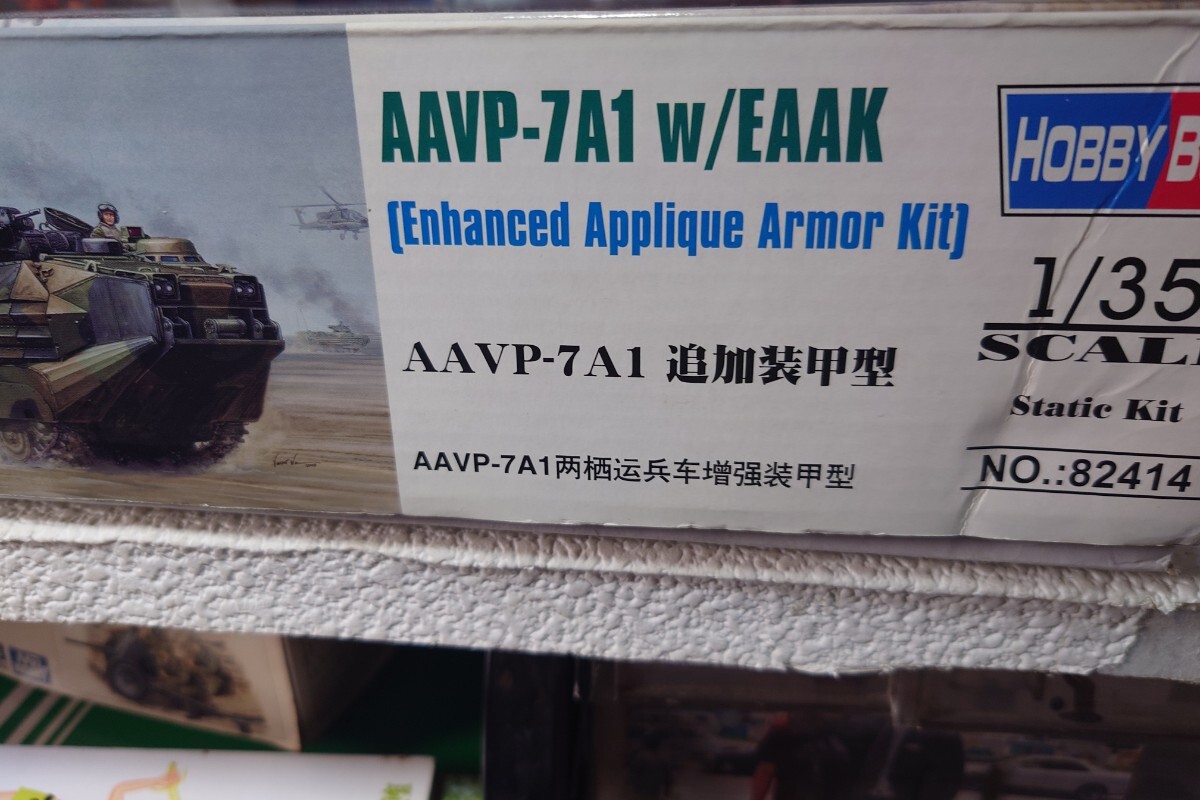 AAVP-7A1 w/EAAK
(Enhanced Applique Armor Kit)
AAVP-7A1 追加装甲型
AAVP-7A1两栖运兵车增强装甲型
HOBBY
1/35
SCALE
Static Kit
NO.:82414